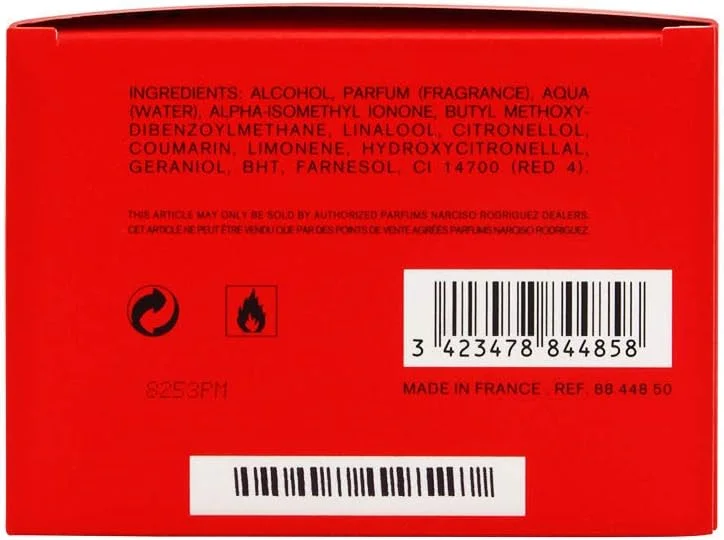 INGREDIENTS: ALCOHOL, PARFUM (FRAGRANCE), AQUA
(WATER), ALPHA-ISOMETHYL IONONE, BUTYL METHOXY-
DIBENZOYLMETHANE, LINALOOL, CITRONELLOL,
COUMARIN, LIMONENE, HYDROXYCITRONELLAL,
GERANIOL, BHT, FARNESOL, CI 14700 (RED 4).
THIS ARTICLE MAY ONLY BE SOLD BY AUTHORIZED PARFUMS NARCISO RODRIGUEZ DEALERS.
CET ARTICLE NE PEUT ÊTRE VENDU QUE PAR DES POINTS DE VENTE AGRÉÉS PARFUMS NARCISO RODRIGUEZ.
3 423478 844858
8253PM
MADE IN FRANCE . REF. 88 448 50